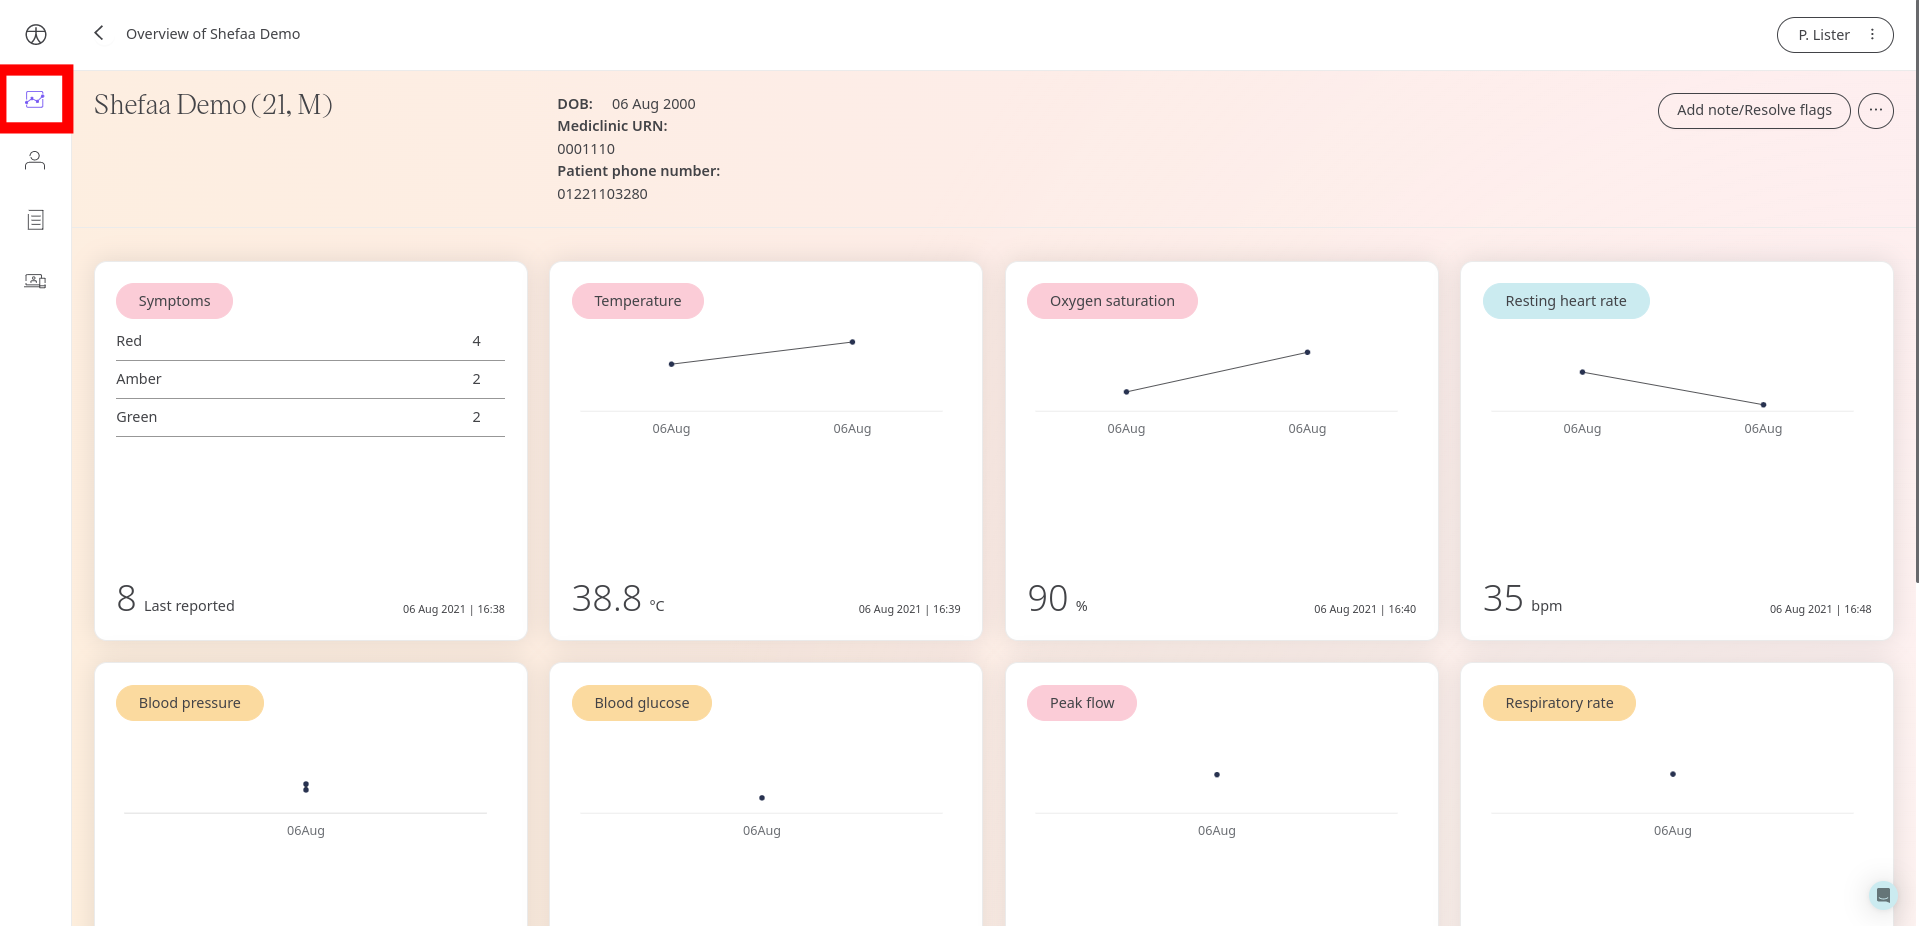 Overview of Shefaa Demo
P. Lister
Shefaa Demo (21, M)
DOB: 06 Aug 2000
Mediclinic URN:
0001110
Patient phone number:
01221103280
Add note/Resolve flags
Symptoms
Red 4
Amber 2
Green 2
8 Last reported 06 Aug 2021 | 16:38
Temperature
06Aug 06Aug
38.8 °C 06 Aug 2021 | 16:39
Oxygen saturation
06Aug 06Aug
90 % 06 Aug 2021 | 16:40
Resting heart rate
06Aug 06Aug
35 bpm 06 Aug 2021 | 16:48
Blood pressure
06Aug
Blood glucose
06Aug
Peak flow
06Aug
Respiratory rate
06Aug